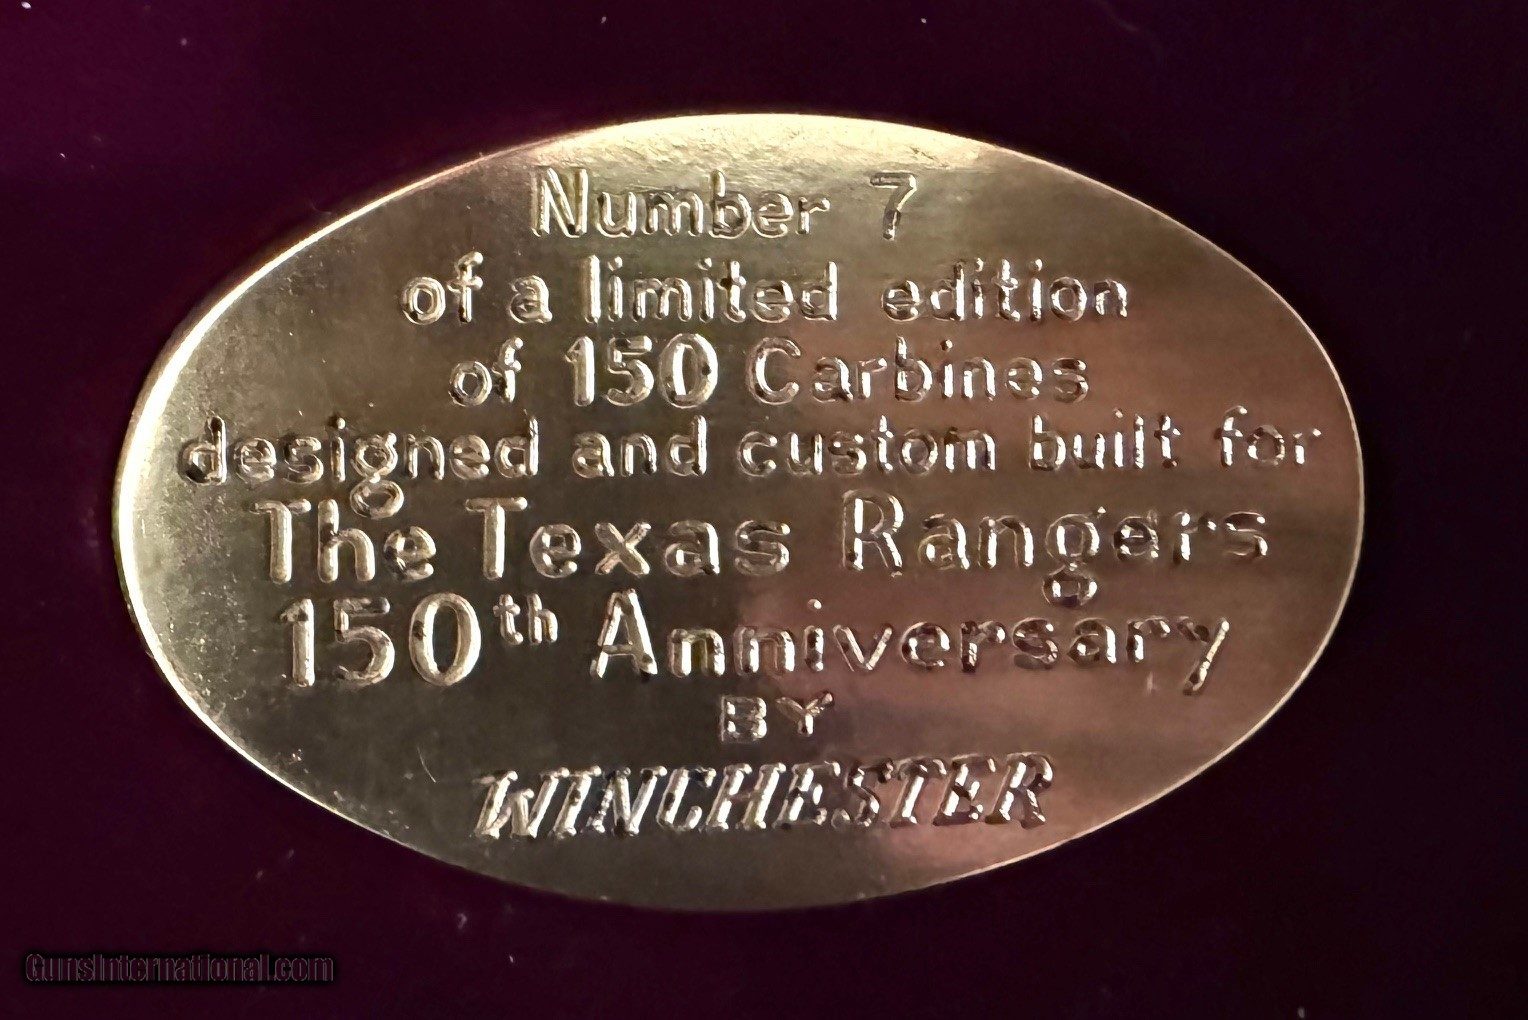 Number 7
of a limited edition
of 150 Carbines
designed and custom built for
The Texas Rangers
150th Anniversary
BY
WINCHESTER
GunsInternational.com